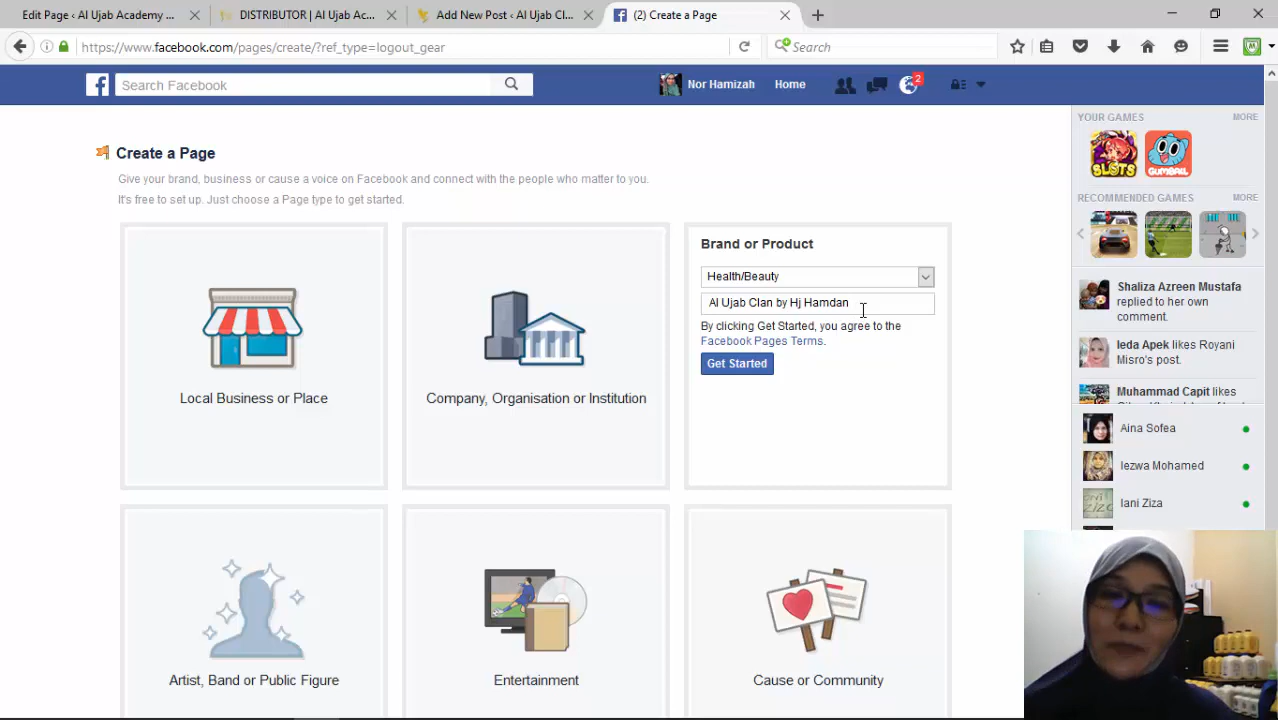 Edit Page ‹ Al Ujab Academy ...
DISTRIBUTOR | Al Ujab Ac...
Add New Post ‹ Al Ujab Cl...
(2) Create a Page
https://www.facebook.com/pages/create/?ref_type=logout_gear
Search
Search Facebook
Nor Hamizah
Home
2
YOUR GAMES
MORE
SLOTS
GUMBALL
RECOMMENDED GAMES
MORE
Create a Page
Give your brand, business or cause a voice on Facebook and connect with the people who matter to you.
It's free to set up. Just choose a Page type to get started.
Local Business or Place
Company, Organisation or Institution
Brand or Product
Health/Beauty
Al Ujab Clan by Hj Hamdan
By clicking Get Started, you agree to the
Facebook Pages Terms.
Get Started
Artist, Band or Public Figure
Entertainment
Cause or Community
Shaliza Azreen Mustafa
replied to her own
comment.
Ieda Apek likes Royani
Misro's post.
Muhammad Capit likes
Aina Sofea
Iezwa Mohamed
Iani Ziza